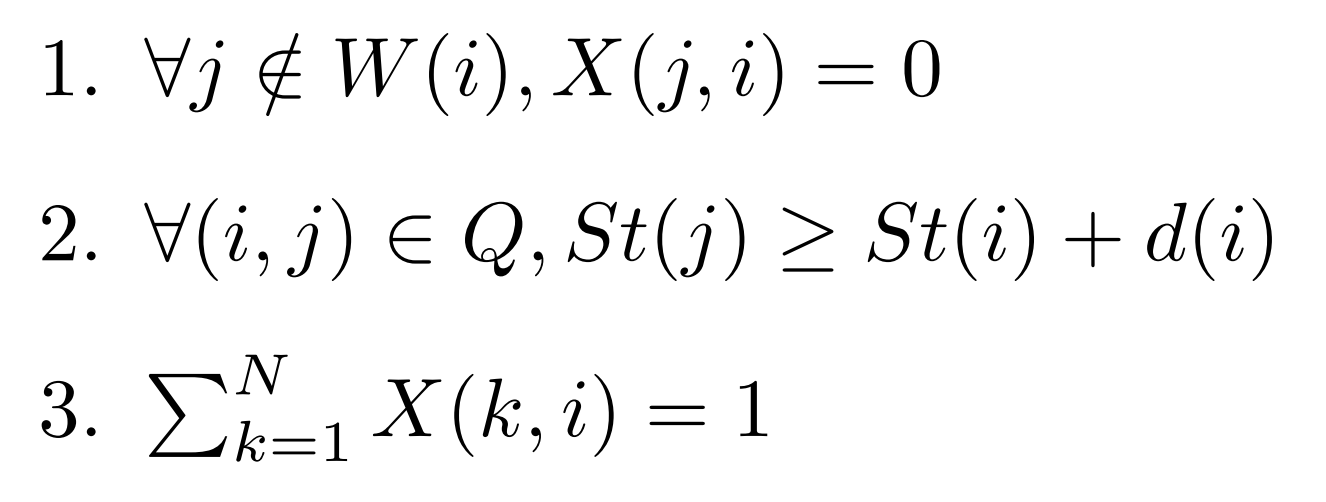 1. ∀j ∉ W(i), X(j, i) = 0
2. ∀(i, j) ∈ Q, St(j) ≥ St(i) + d(i)
3. ∑_{k=1}^{N} X(k, i) = 1